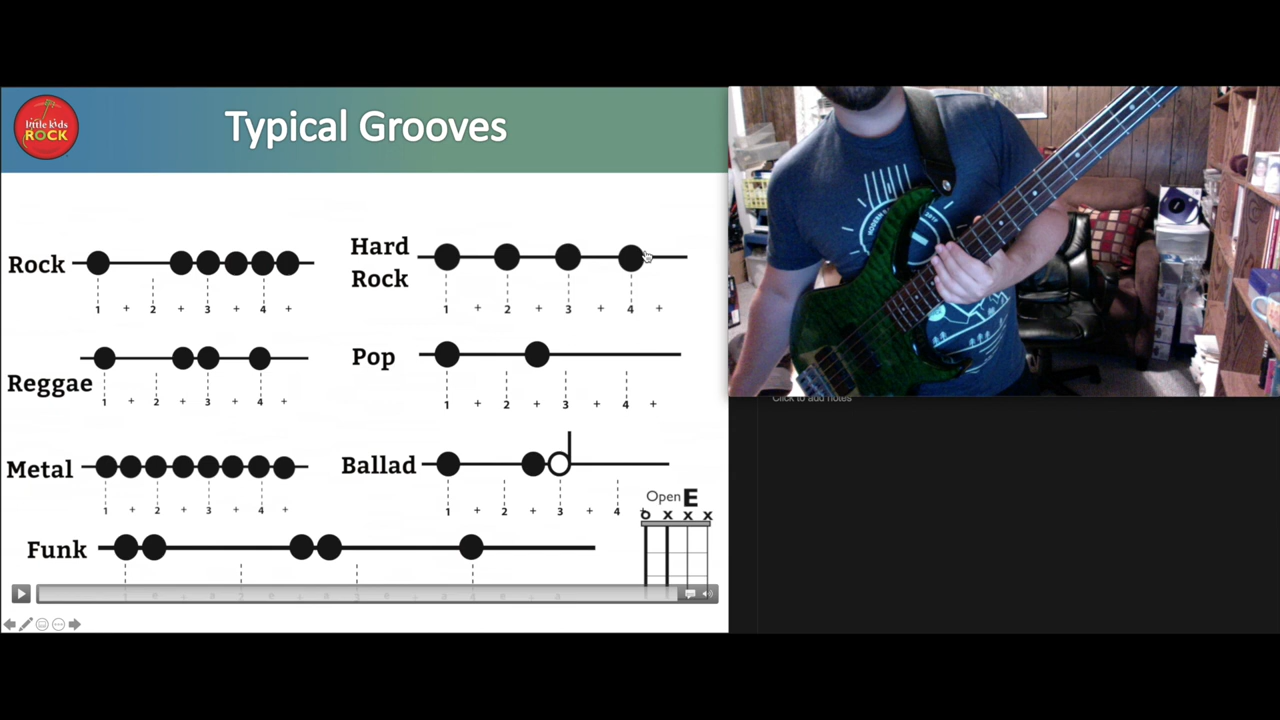 little kids
ROCK
Typical Grooves
Rock
1 + 2 + 3 + 4 +
Hard
Rock
1 + 2 + 3 + 4 +
Reggae
1 + 2 + 3 + 4 +
Pop
1 + 2 + 3 + 4 +
Metal
1 + 2 + 3 + 4 +
Ballad
1 + 2 + 3 + 4 +
Open E
o x x x
Funk
MODERN
2017
Click to add notes